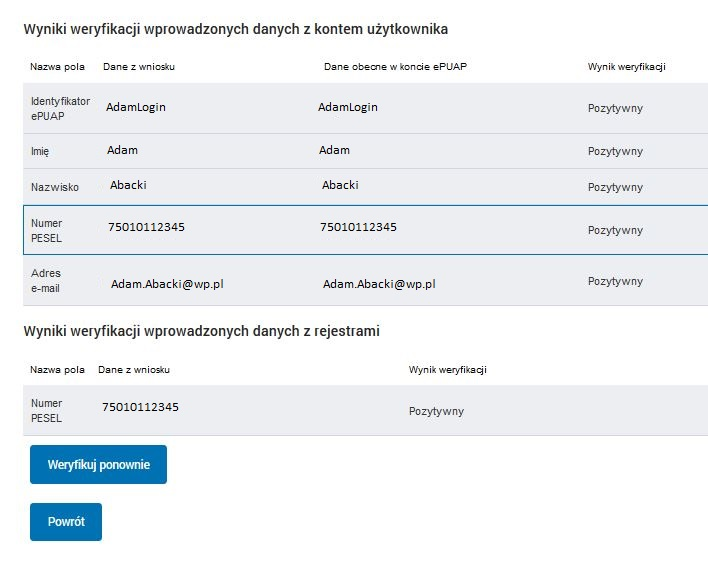 Wyniki weryfikacji wprowadzonych danych z kontem użytkownika
Nazwa pola Dane z wniosku Dane obecne w koncie ePUAP Wynik weryfikacji
Identyfikator
ePUAP AdamLogin AdamLogin Pozytywny
Imię Adam Adam Pozytywny
Nazwisko Abacki Abacki Pozytywny
Numer
PESEL 75010112345 75010112345 Pozytywny
Adres
e-mail Adam.Abacki@wp.pl Adam.Abacki@wp.pl Pozytywny
Wyniki weryfikacji wprowadzonych danych z rejestrami
Nazwa pola Dane z wniosku Wynik weryfikacji
Numer
PESEL 75010112345 Pozytywny
Weryfikuj ponownie
Powrót